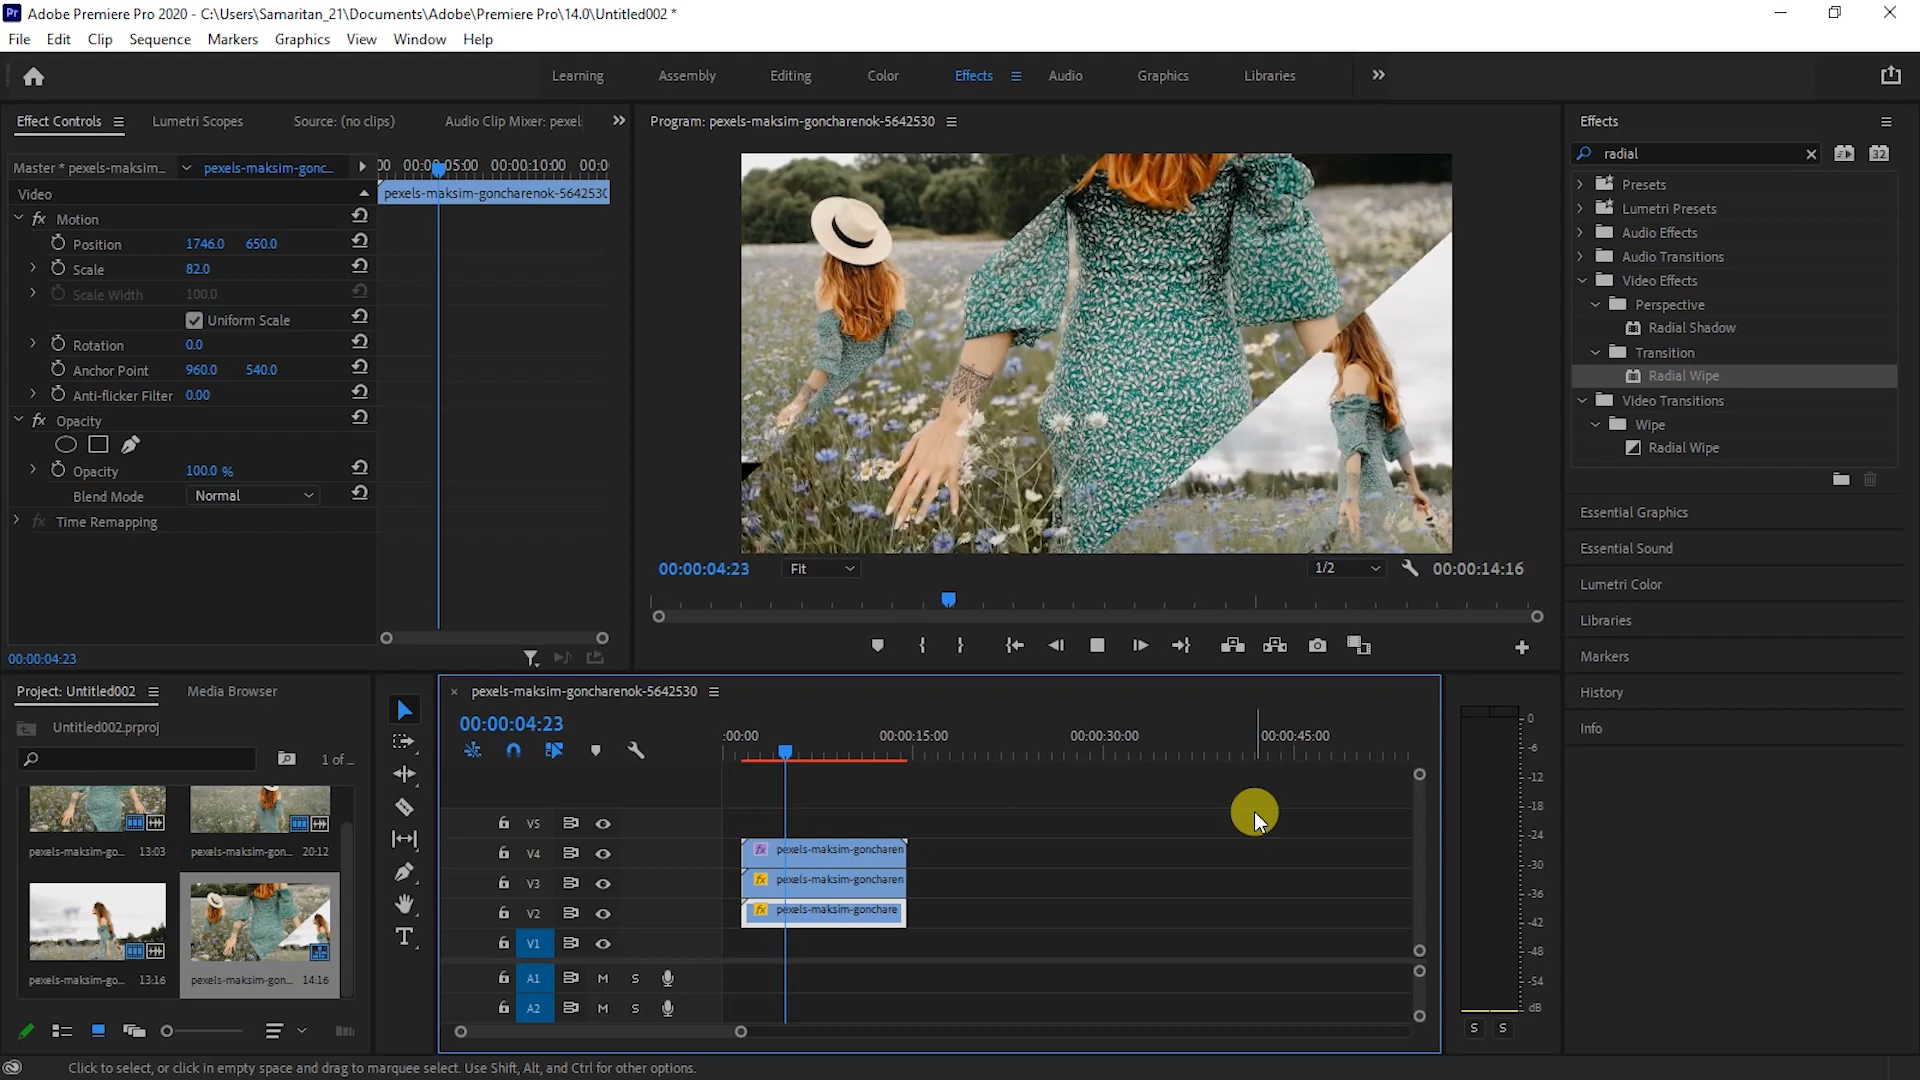 Adobe Premiere Pro 2020 - C:\Users\Samaritan_21\Documents\Adobe\Premiere Pro\14.0\Untitled002 *
File Edit Clip Sequence Markers Graphics View Window Help
Learning Assembly Editing Color Effects Audio Graphics Libraries
Effect Controls Lumetri Scopes Source: (no clips) Audio Clip Mixer: pexel
Master * pexels-maksim... pexels-maksim-gonc...
00:00:05:00 00:00:10:00 00:0
Video
pexels-maksim-goncharenok-5642530
Motion
Position 1746.0 650.0
Scale 82.0
Scale Width 100.0
Uniform Scale
Rotation 0.0
Anchor Point 960.0 540.0
Anti-flicker Filter 0.00
Opacity
Opacity 100.0 %
Blend Mode Normal
Time Remapping
00:00:04:23
Program: pexels-maksim-goncharenok-5642530
00:00:04:23 Fit 1/2 00:00:14:16
Effects
radial
32
Presets
Lumetri Presets
Audio Effects
Audio Transitions
Video Effects
Perspective
Radial Shadow
Transition
Radial Wipe
Video Transitions
Wipe
Radial Wipe
Essential Graphics
Essential Sound
Lumetri Color
Libraries
Markers
History
Info
Project: Untitled002 Media Browser
Untitled002.prproj
1 of ...
pexels-maksim-go... 13:03
pexels-maksim-go... 20:12
pexels-maksim-go... 13:16
pexels-maksim-gon... 14:16
pexels-maksim-goncharenok-5642530
00:00:04:23
:00:00 00:00:15:00 00:00:30:00 00:00:45:00
V5
V4 fx pexels-maksim-goncharen
V3 fx pexels-maksim-goncharen
V2 fx pexels-maksim-gonchare
V1
A1 M S
A2 M S
0
-6
-12
-18
-24
-30
-36
-42
-48
-54
dB
S S
Click to select, or click in empty space and drag to marquee select. Use Shift, Alt, and Ctrl for other options.